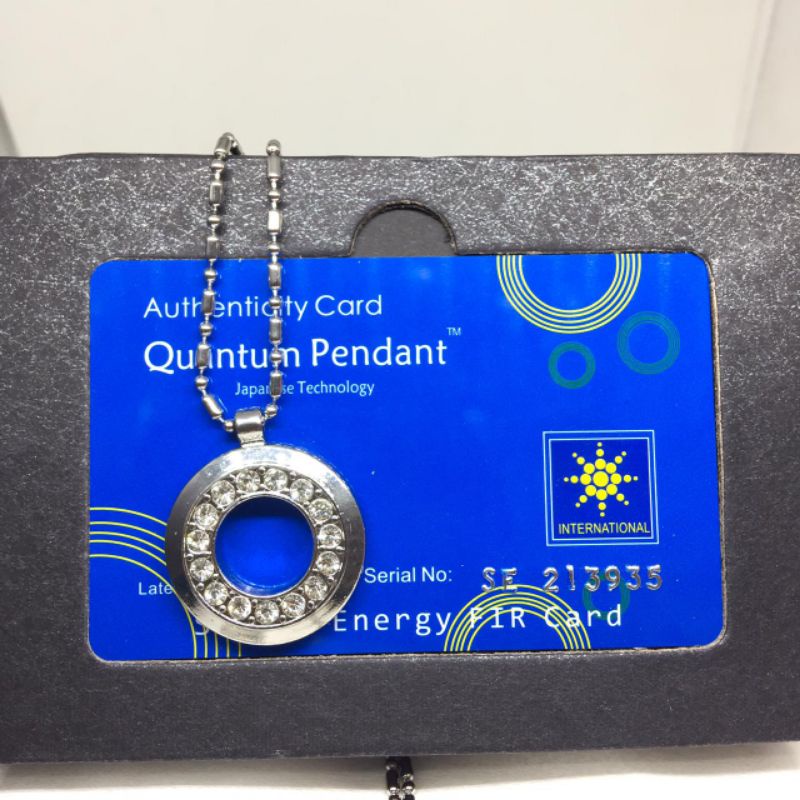 Authenticity Card
Quantum Pendant™
Japanese Technology
INTERNATIONAL
Serial No: SE 213935
Energy FIR Card